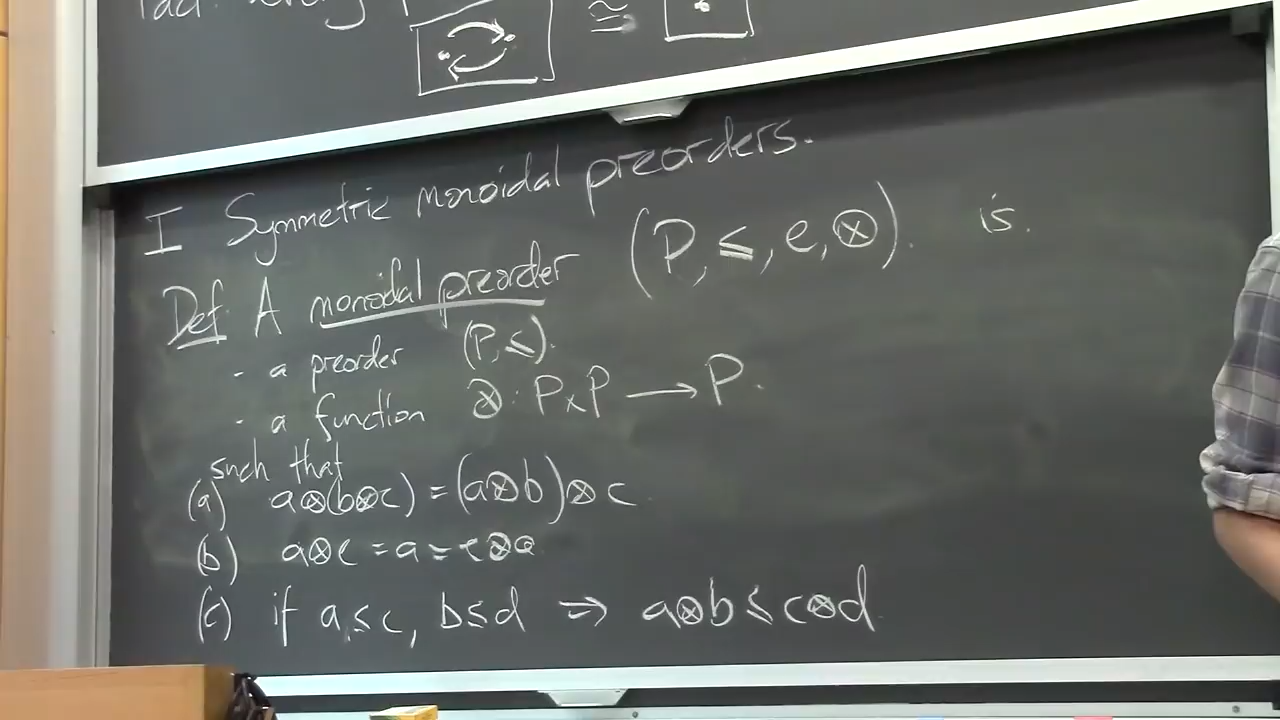 ≅
I Symmetric monoidal preorders.
Def: A monoidal preorder (P, ≤, e, ⊗). is.
- a preorder (P, ≤).
- a function ⊗: P×P ⟶ P.
such that
(a) a⊗(b⊗c) = (a⊗b)⊗c
(b) a⊗e = a = e⊗a
(c) if a≤c, b≤d ⇒ a⊗b ≤ c⊗d